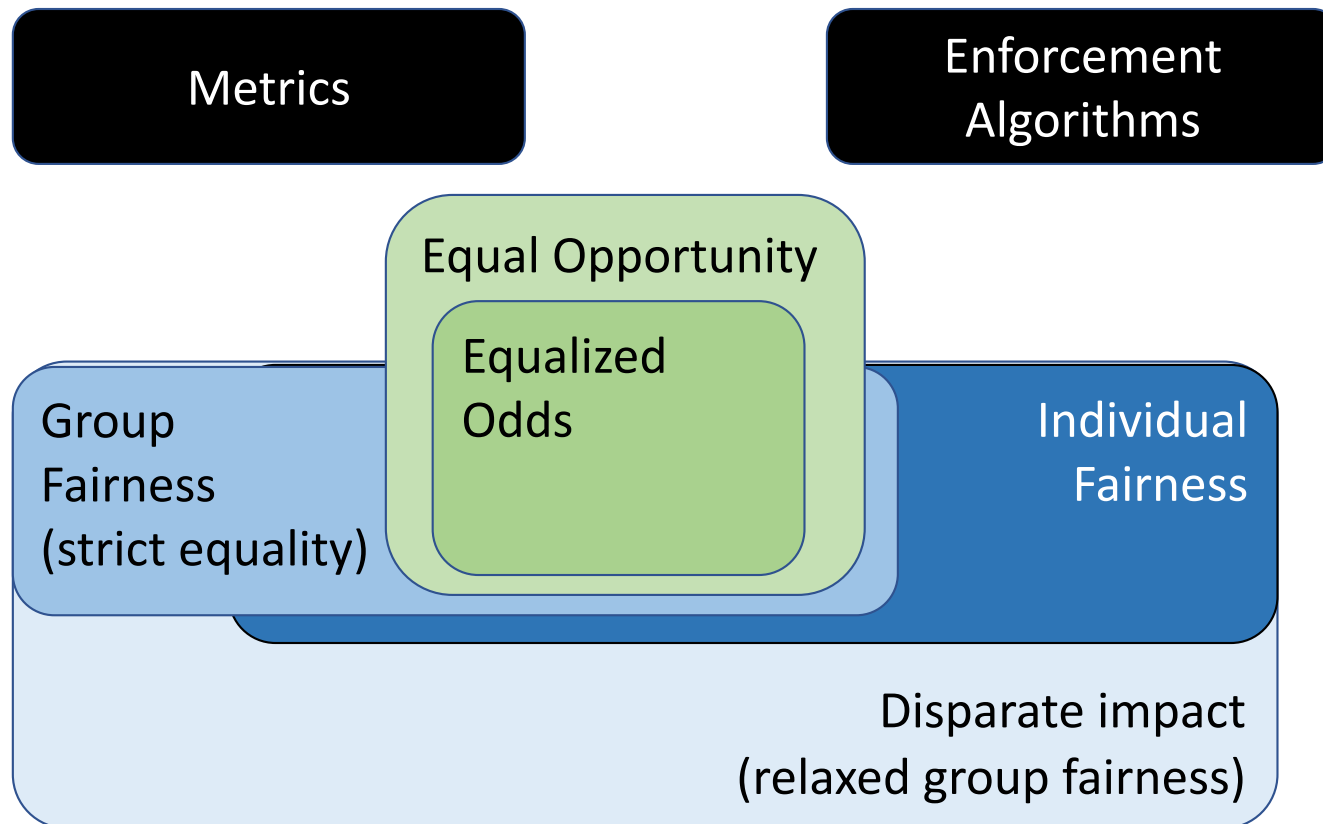 Metrics
Enforcement
Algorithms
Equal Opportunity
Equalized
Odds
Group
Fairness
(strict equality)
Individual
Fairness
Disparate impact
(relaxed group fairness)